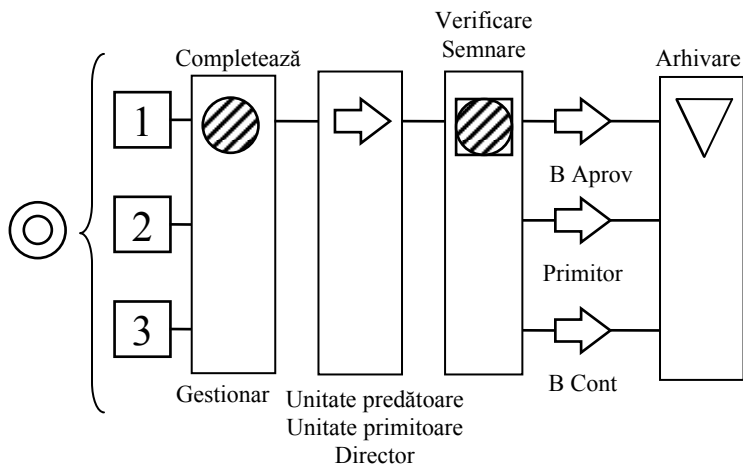 Verificare
Semnare
Completează
Arhivare
1
B Aprov
2
Primitor
3
B Cont
Gestionar
Unitate predătoare
Unitate primitoare
Director